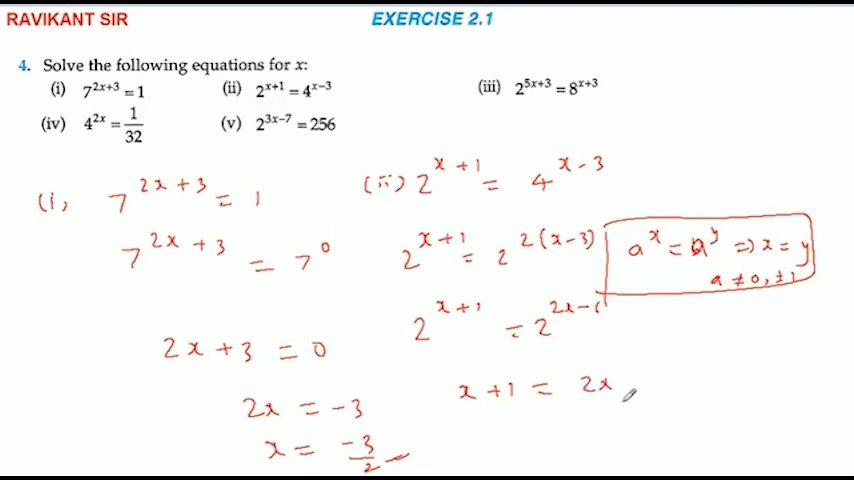 RAVIKANT SIR
EXERCISE 2.1
4. Solve the following equations for x:
(i) 7^{2x+3} = 1 (ii) 2^{x+1} = 4^{x−3} (iii) 2^{5x+3} = 8^{x+3}
(iv) 4^{2x} = 1/32 (v) 2^{3x−7} = 256
(i) 7^{2x+3} = 1
7^{2x+3} = 7^0
2x + 3 = 0
2x = −3
x = −3/2
(ii) 2^{x+1} = 4^{x−3}
2^{x+1} = 2^{2(x−3)}
2^{x+1} = 2^{2x−6}
x + 1 = 2x
a^x = a^y ⇒ x = y
a ≠ 0, ±1